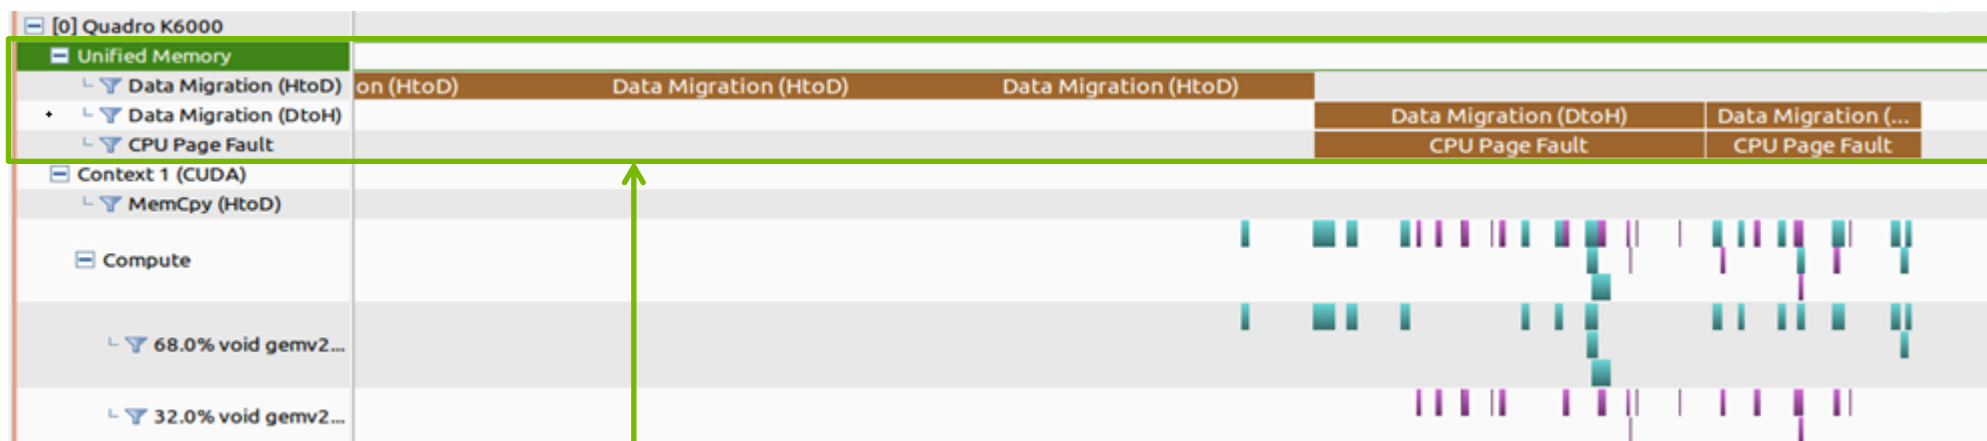 [0] Quadro K6000
Unified Memory
Data Migration (HtoD) on (HtoD) Data Migration (HtoD) Data Migration (HtoD)
Data Migration (DtoH) Data Migration (DtoH) Data Migration (...
CPU Page Fault CPU Page Fault CPU Page Fault
Context 1 (CUDA)
MemCpy (HtoD)
Compute
68.0% void gemv2...
32.0% void gemv2...